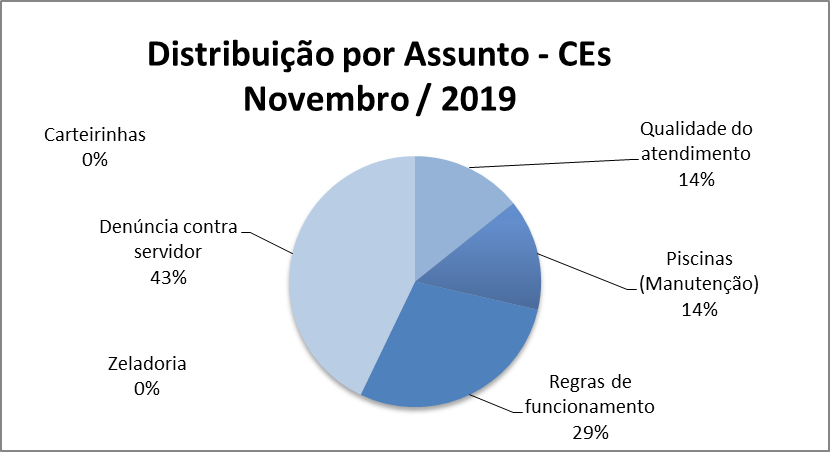 Distribuição por Assunto - CEs
Novembro / 2019
Carteirinhas
0%
Qualidade do
atendimento
14%
Denúncia contra
servidor
43%
Piscinas
(Manutenção)
14%
Zeladoria
0%
Regras de
funcionamento
29%